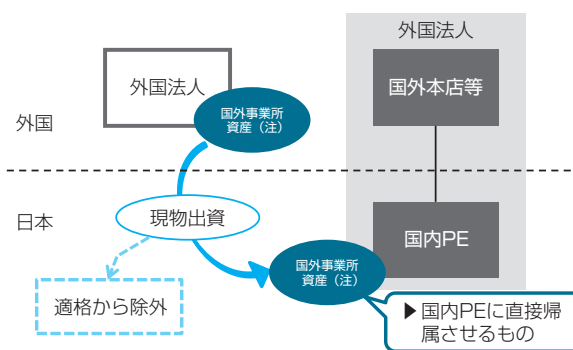 外国法人
外国法人
国外本店等
国外事業所
資産（注）
外国
日本
現物出資
国内PE
国外事業所
資産（注）
適格から除外
▶ 国内PEに直接帰
属させるもの